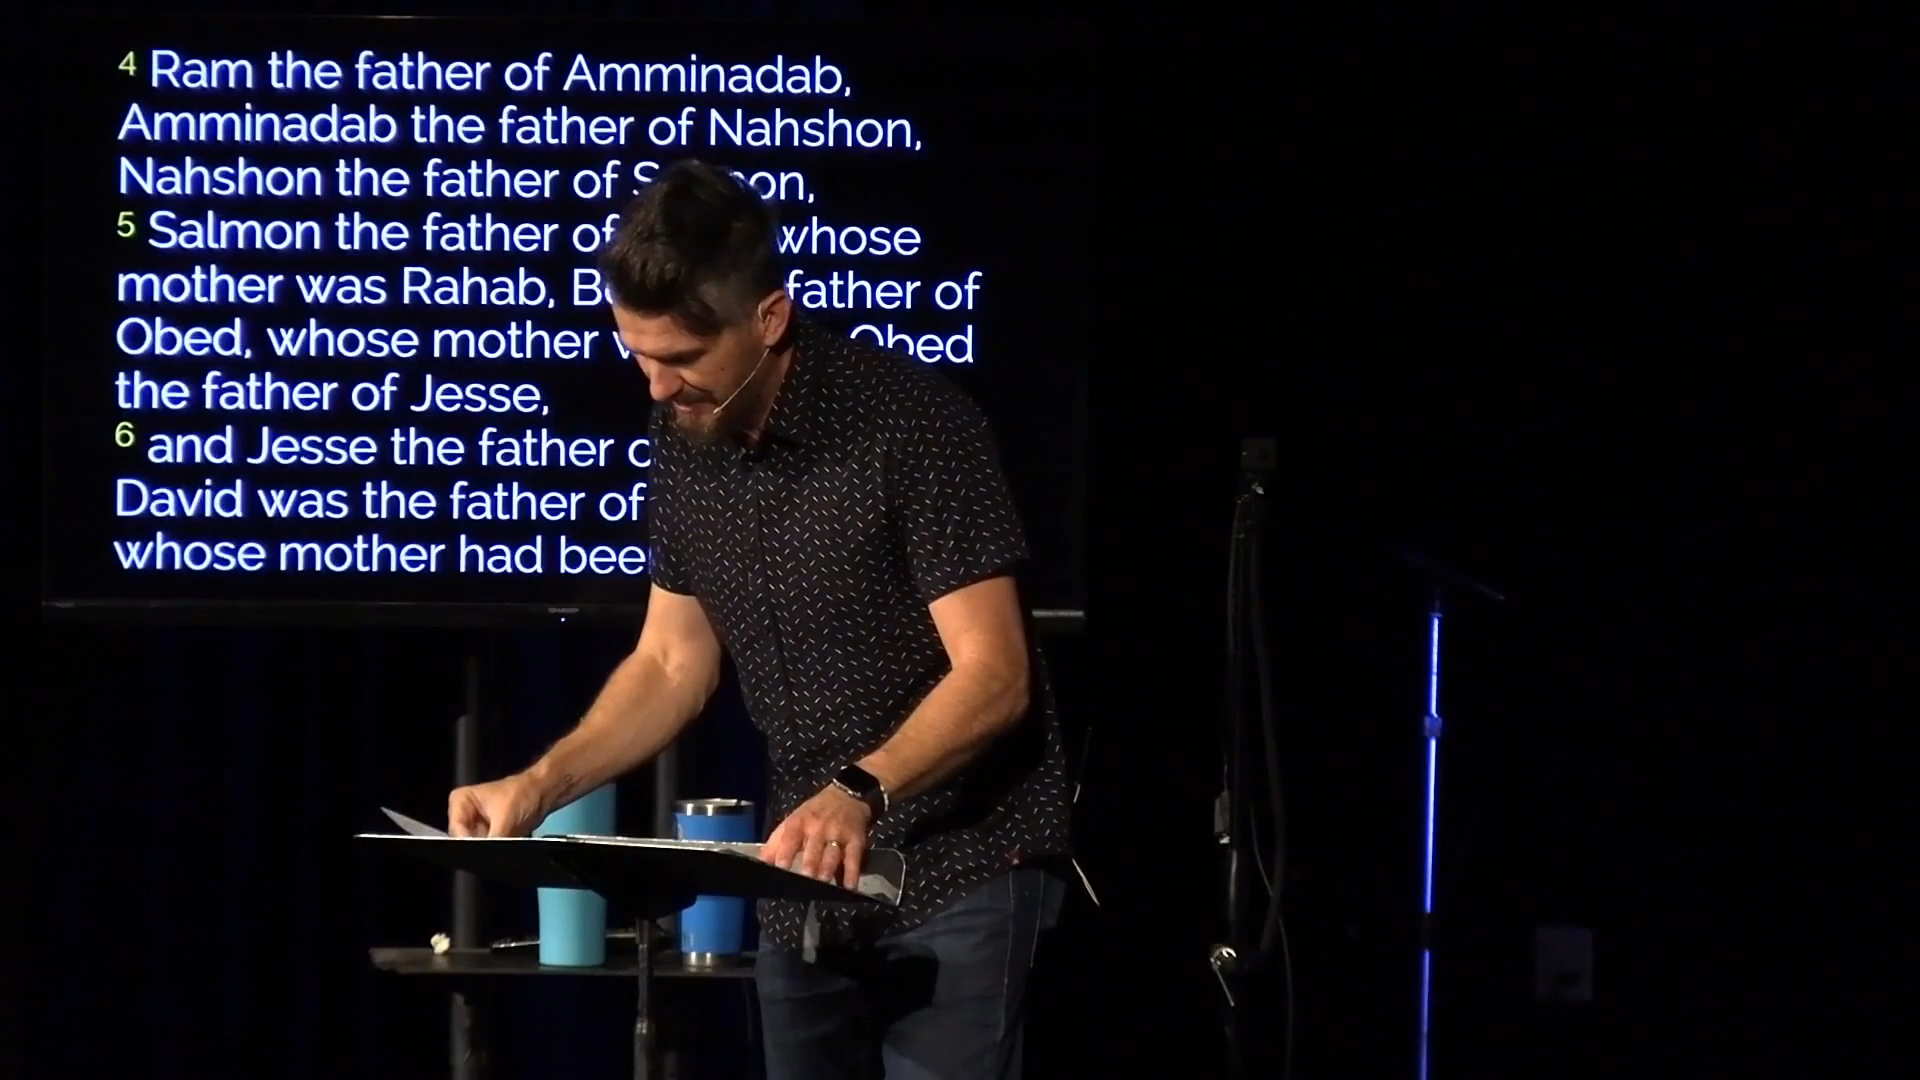 4 Ram the father of Amminadab,
Amminadab the father of Nahshon,
Nahshon the father of
5 Salmon the father of whose
mother was Rahab, father of
Obed, whose mother Obed
the father of Jesse,
6 and Jesse the father
David was the father of
whose mother had